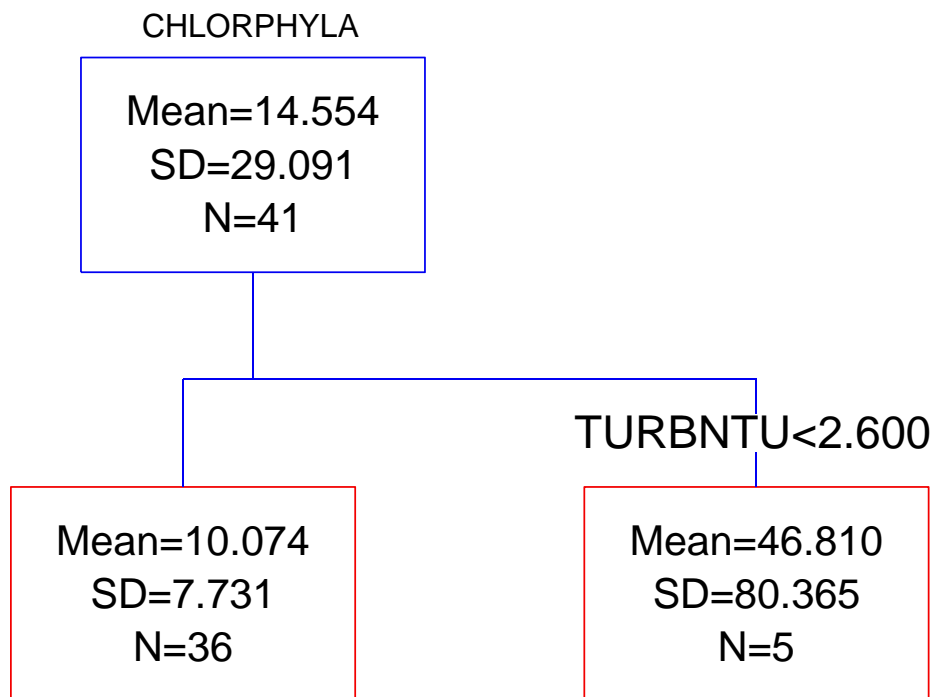 CHLORPHYLA
Mean=14.554
SD=29.091
N=41
TURBNTU<2.600
Mean=10.074
SD=7.731
N=36
Mean=46.810
SD=80.365
N=5